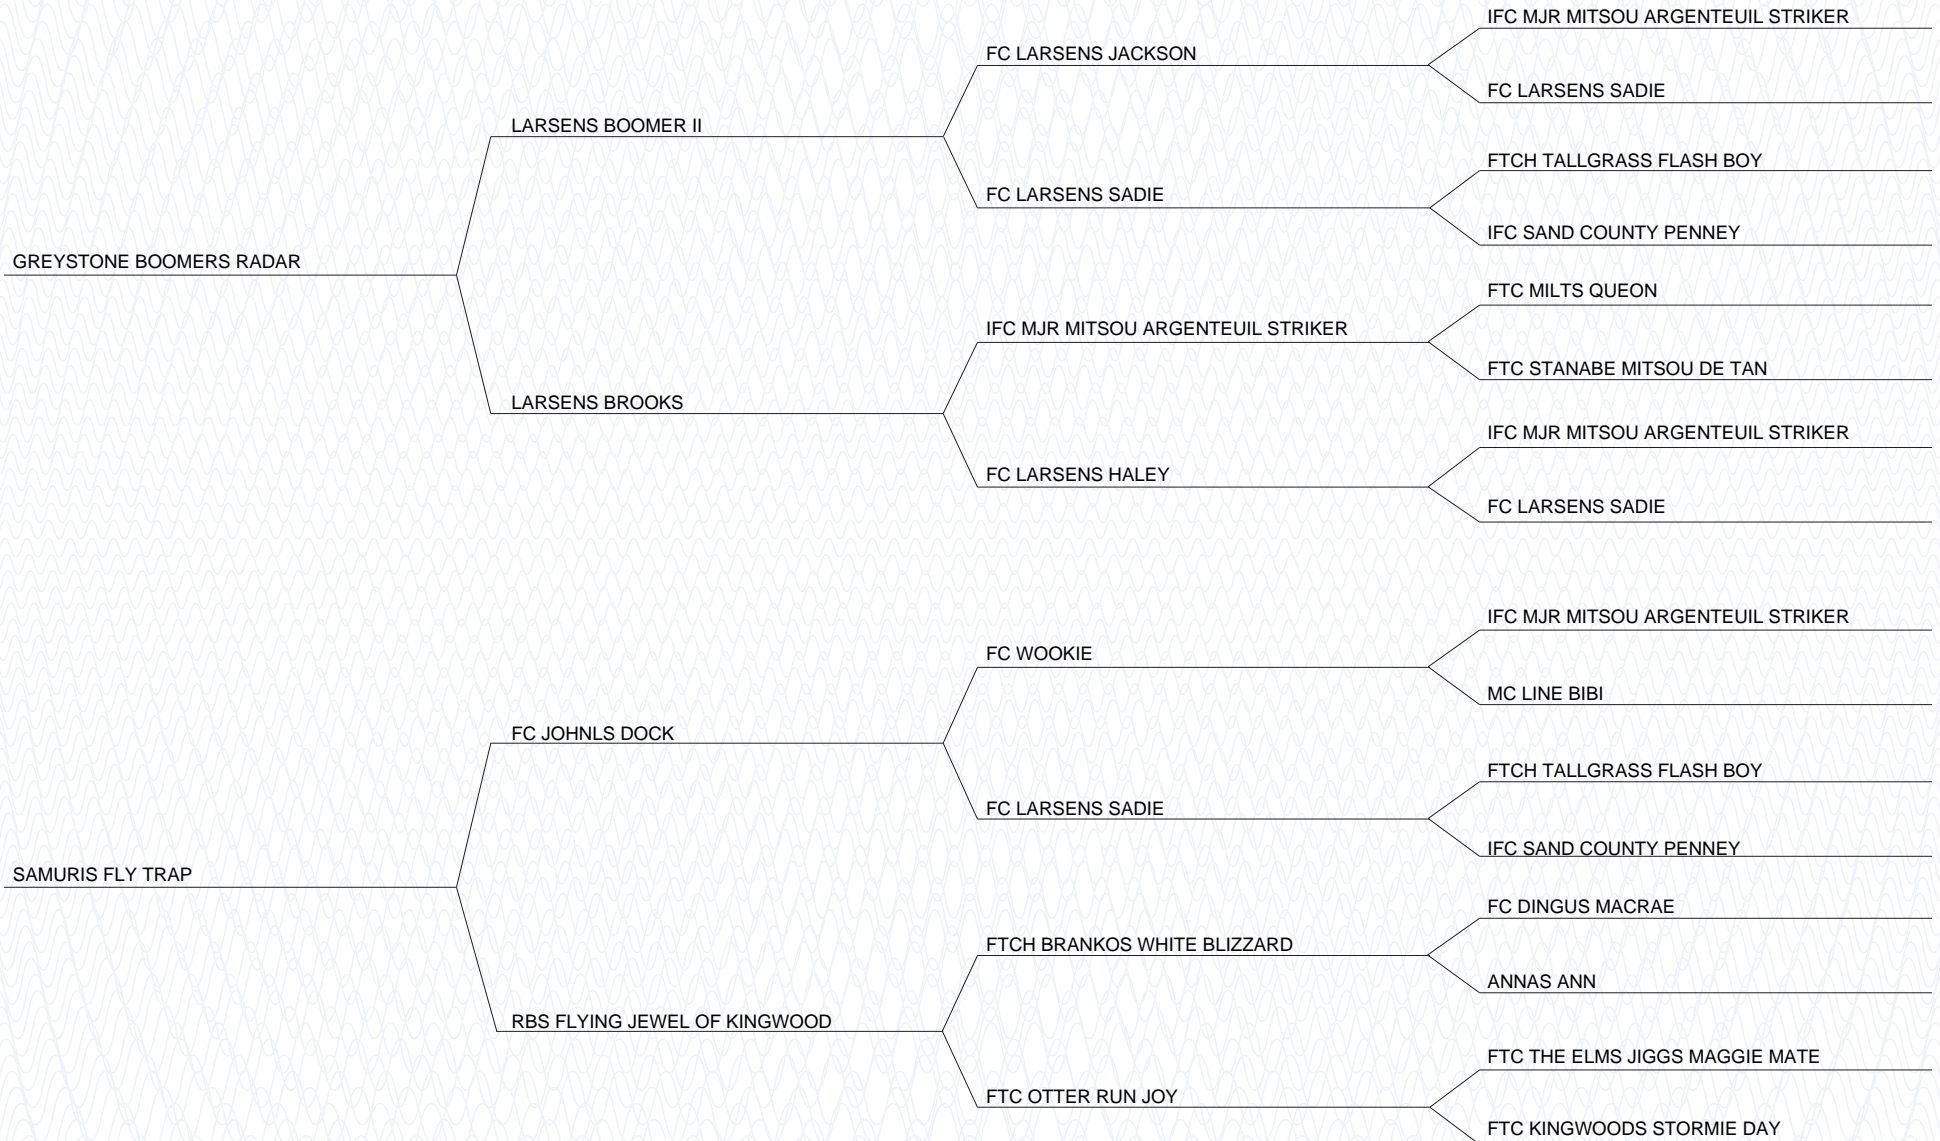 IFC MJR MITSOU ARGENTEUIL STRIKER
FC LARSENS JACKSON
FC LARSENS SADIE
LARSENS BOOMER II
FTCH TALLGRASS FLASH BOY
FC LARSENS SADIE
IFC SAND COUNTY PENNEY
GREYSTONE BOOMERS RADAR
FTC MILTS QUEON
IFC MJR MITSOU ARGENTEUIL STRIKER
FTC STANABE MITSOU DE TAN
LARSENS BROOKS
IFC MJR MITSOU ARGENTEUIL STRIKER
FC LARSENS HALEY
FC LARSENS SADIE
IFC MJR MITSOU ARGENTEUIL STRIKER
FC WOOKIE
MC LINE BIBI
FC JOHNLS DOCK
FTCH TALLGRASS FLASH BOY
FC LARSENS SADIE
IFC SAND COUNTY PENNEY
SAMURIS FLY TRAP
FC DINGUS MACRAE
FTCH BRANKOS WHITE BLIZZARD
ANNAS ANN
RBS FLYING JEWEL OF KINGWOOD
FTC THE ELMS JIGGS MAGGIE MATE
FTC OTTER RUN JOY
FTC KINGWOODS STORMIE DAY